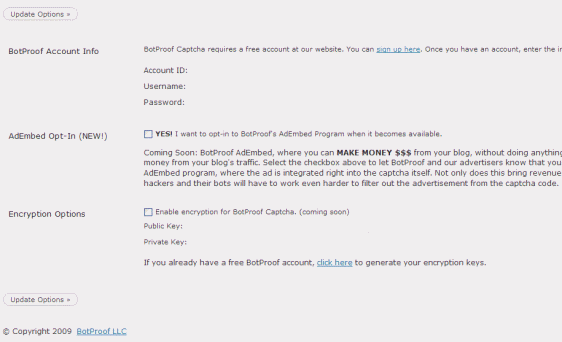 Update Options »
BotProof Account Info
BotProof Captcha requires a free account at our website. You can sign up here. Once you have an account, enter the
Account ID:
Username:
Password:
AdEmbed Opt-In (NEW!)
YES! I want to opt-in to BotProof's AdEmbed Program when it becomes available.
Coming Soon: BotProof AdEmbed, where you can MAKE MONEY $$$ from your blog, without doing anything
money from your blog's traffic. Select the checkbox above to let BotProof and our advertisers know that you
AdEmbed program, where the ad is integrated right into the captcha itself. Not only does this bring revenue
hackers and their bots will have to work even harder to filter out the advertisement from the captcha code.
Encryption Options
Enable encryption for BotProof Captcha. (coming soon)
Public Key:
Private Key:
If you already have a free BotProof account, click here to generate your encryption keys.
Update Options »
© Copyright 2009 BotProof LLC